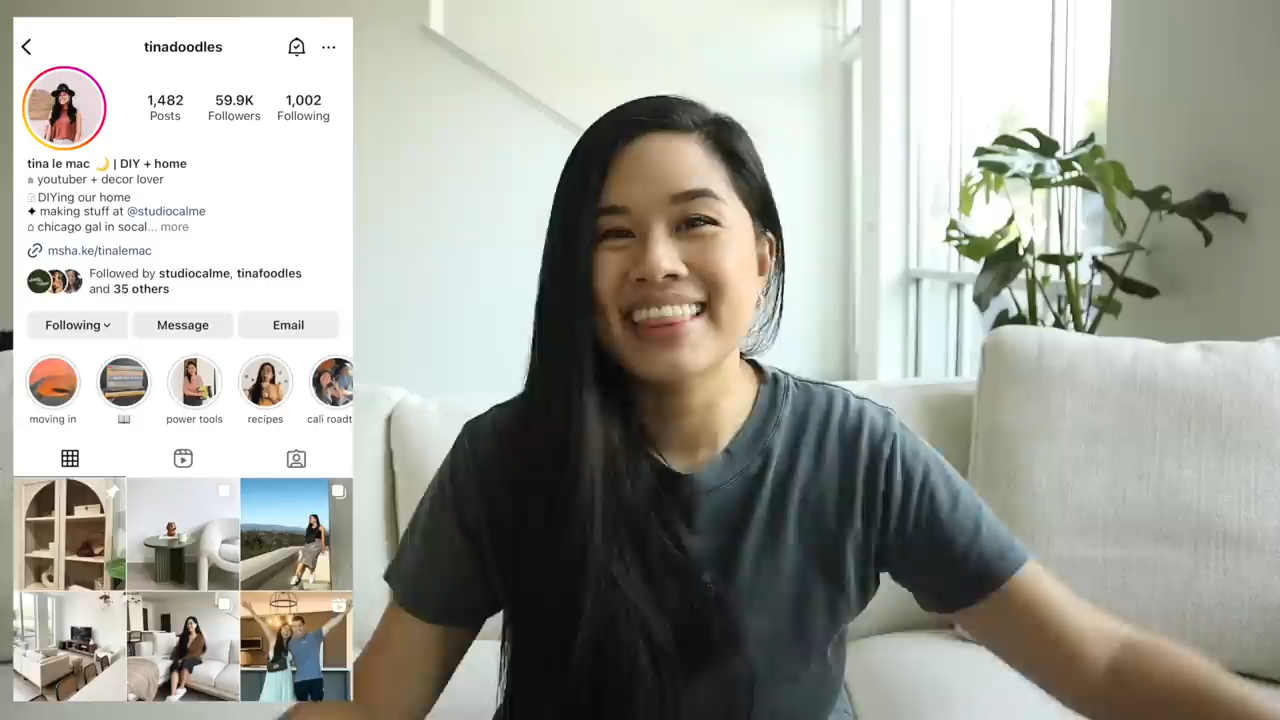 tinadoodles
1,482 59.9K 1,002
Posts Followers Following
tina le mac 🌙 | DIY + home
youtuber + decor lover
DIYing our home
✦ making stuff at @studiocalme
⌂ chicago gal in socal... more
msha.ke/tinalemac
Followed by studiocalme, tinafoodles
and 35 others
Following Message Email
moving in 📖 power tools recipes cali roadt